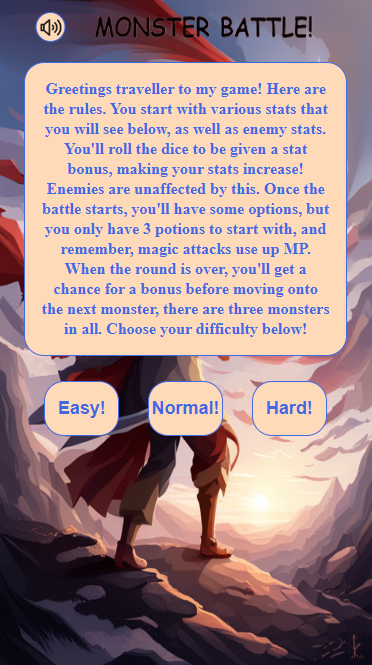 MONSTER BATTLE!
Greetings traveller to my game! Here are
the rules. You start with various stats that
you will see below, as well as enemy stats.
You'll roll the dice to be given a stat
bonus, making your stats increase!
Enemies are unaffected by this. Once the
battle starts, you'll have some options, but
you only have 3 potions to start with, and
remember, magic attacks use up MP.
When the round is over, you'll get a
chance for a bonus before moving onto
the next monster, there are three monsters
in all. Choose your difficulty below!
Easy! Normal! Hard!